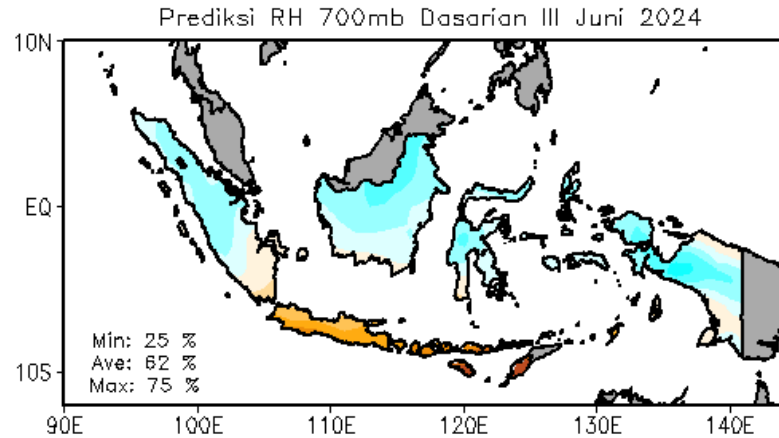 Prediksi RH 700mb Dasarian III Juni 2024
10N
EQ
10S
Min: 25 %
Ave: 62 %
Max: 75 %
90E 100E 110E 120E 130E 140E